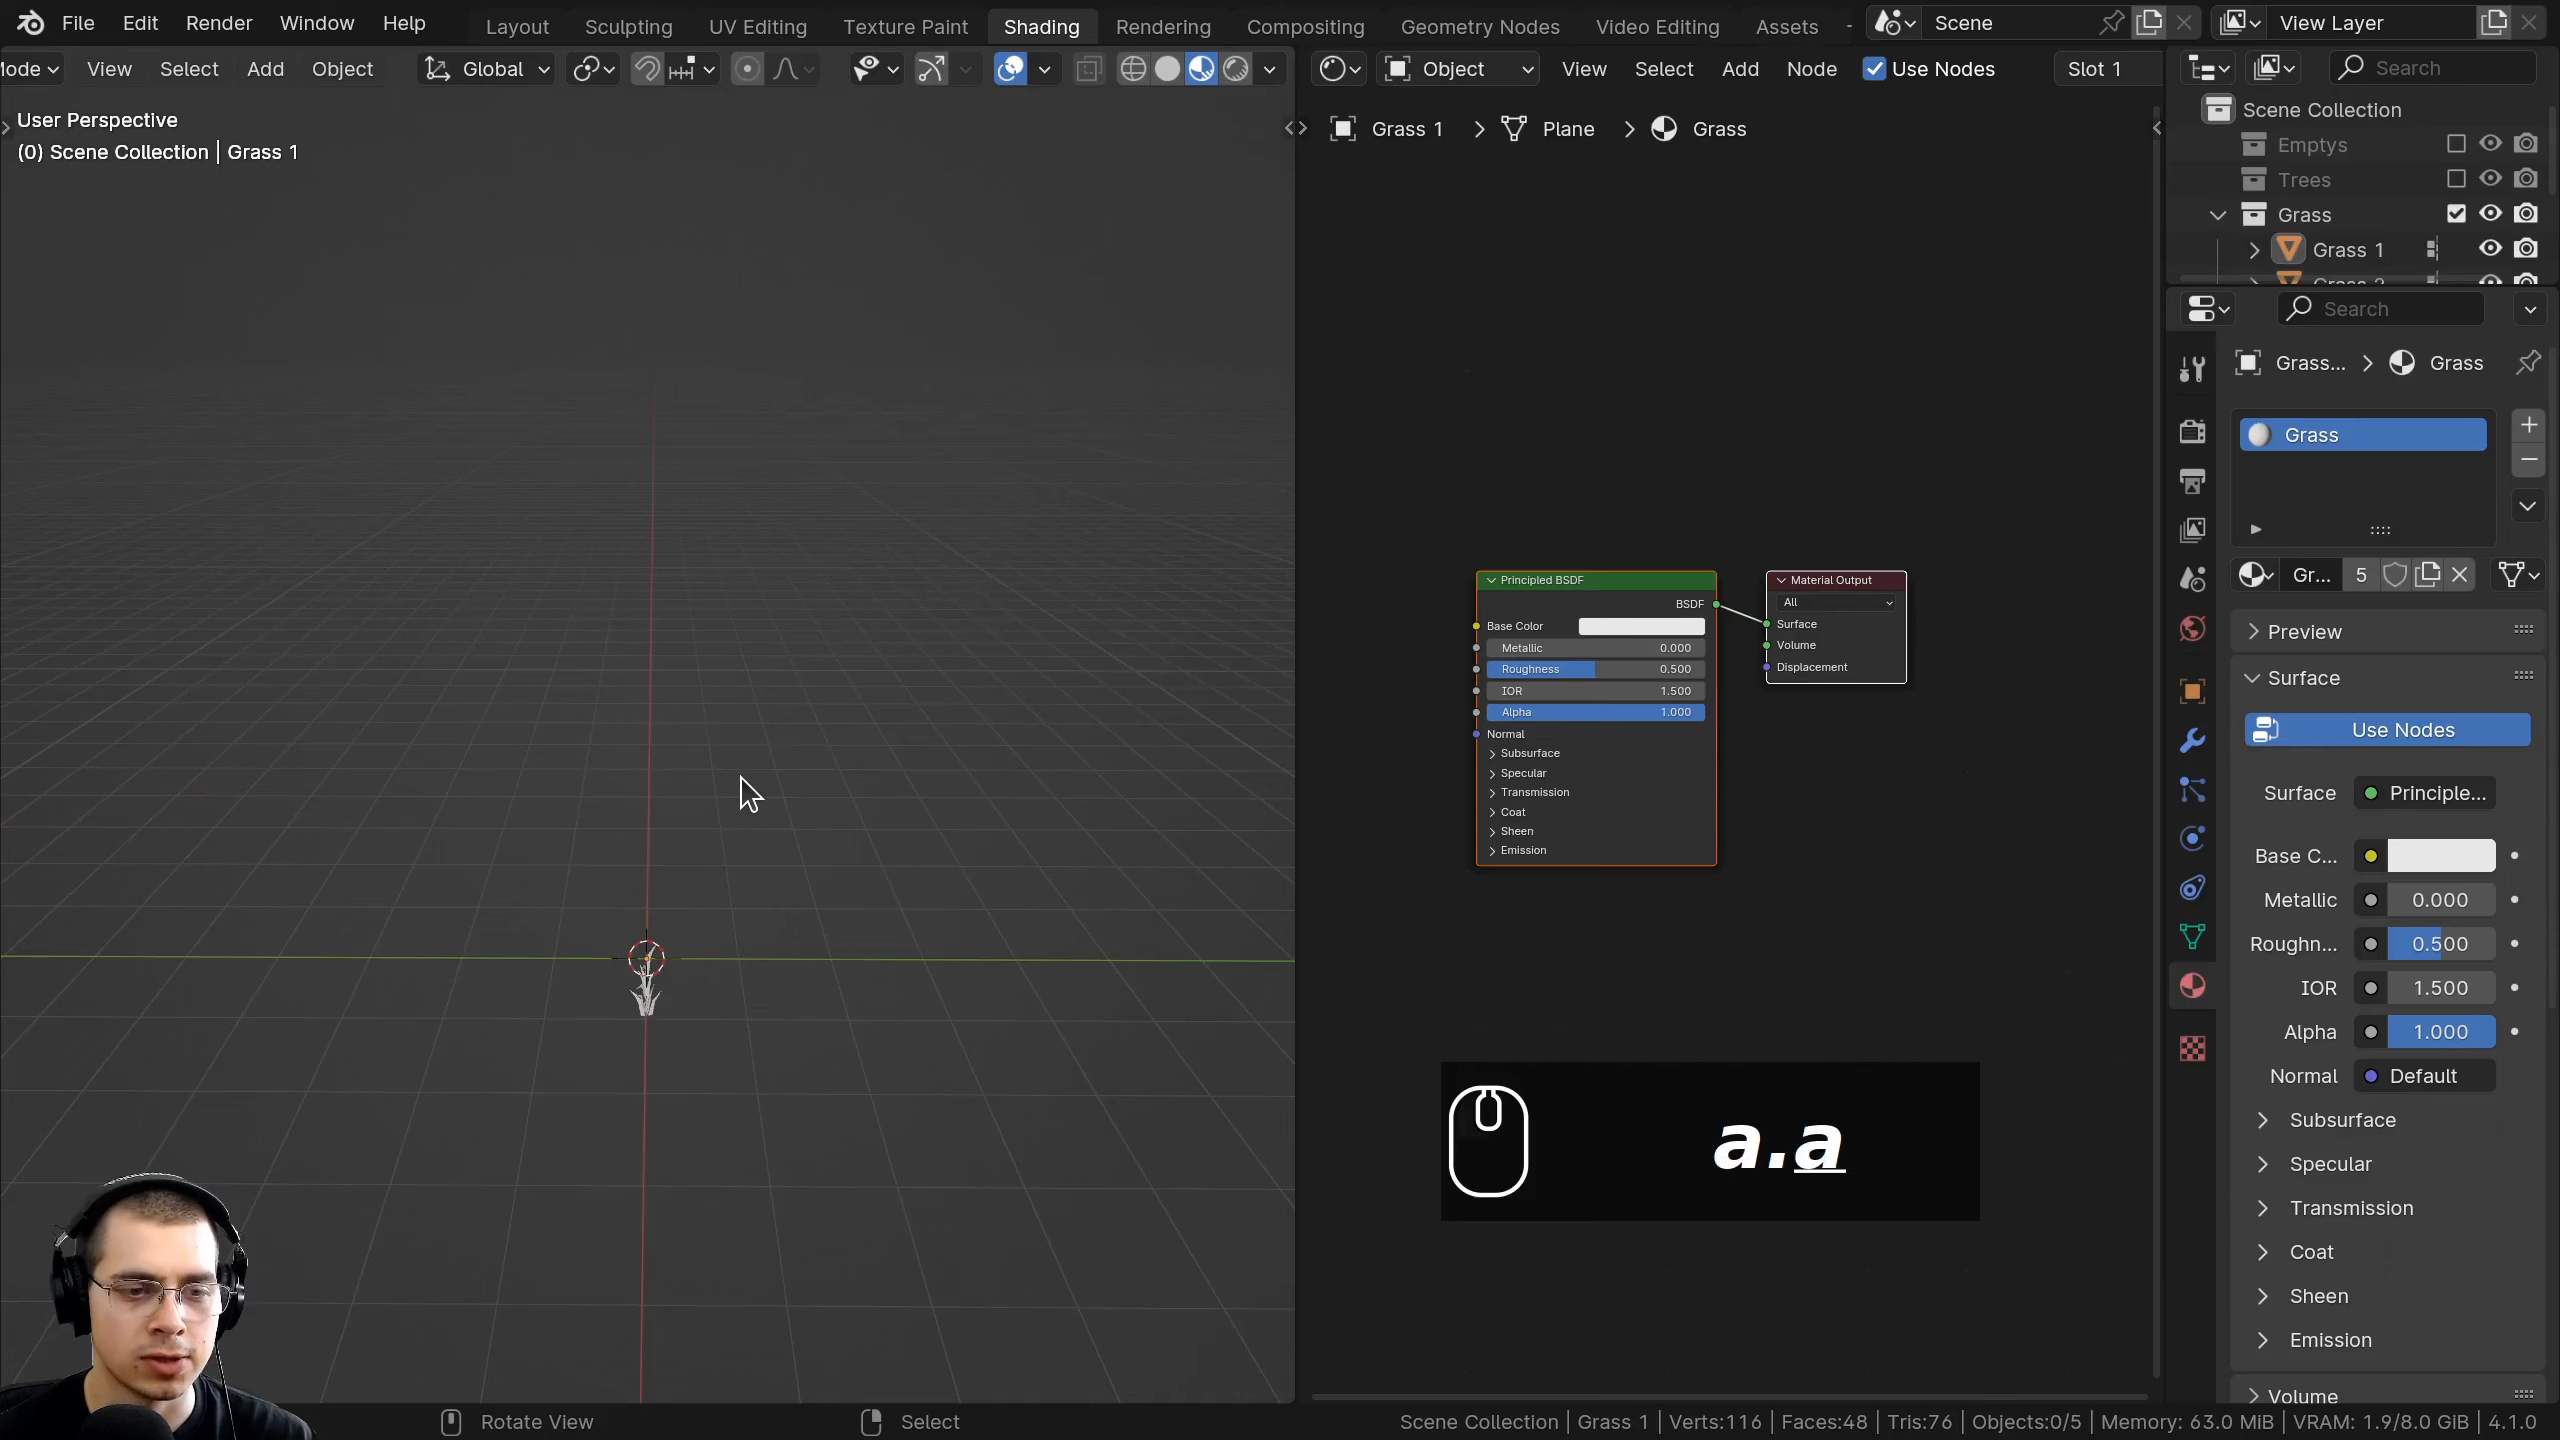 File Edit Render Window Help Layout Sculpting UV Editing Texture Paint Shading Rendering Compositing Geometry Nodes Video Editing Assets Scene View Layer
View Select Add Object Global
User Perspective
(0) Scene Collection | Grass 1
Object View Select Add Node Use Nodes Slot 1
Grass 1 > Plane > Grass
Principled BSDF
BSDF
Base Color
Metallic 0.000
Roughness 0.500
IOR 1.500
Alpha 1.000
Normal
Subsurface
Specular
Transmission
Coat
Sheen
Emission
Material Output
All
Surface
Volume
Displacement
a.a
Search
Scene Collection
Emptys
Trees
Grass
Grass 1
Search
Grass... > Grass
Grass
Gr... 5
Preview
Surface
Use Nodes
Surface Principle...
Base C...
Metallic 0.000
Roughn... 0.500
IOR 1.500
Alpha 1.000
Normal Default
Subsurface
Specular
Transmission
Coat
Sheen
Emission
Volume
Rotate View Select Scene Collection | Grass 1 | Verts:116 | Faces:48 | Tris:76 | Objects:0/5 | Memory: 63.0 MiB | VRAM: 1.9/8.0 GiB | 4.1.0